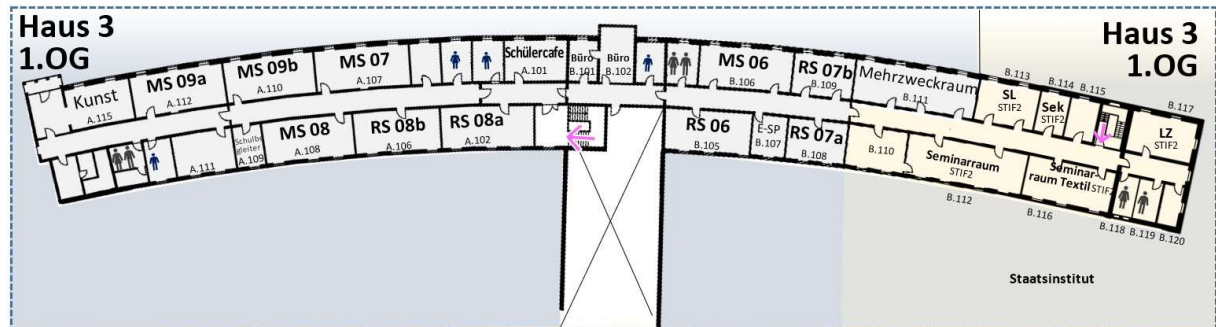 Haus 3
1.OG
Haus 3
1.OG
Kunst
A.115
MS 09a
A.112
MS 09b
A.110
MS 07
A.107
Schülercafe
A.101
Büro
B.101
Büro
B.102
MS 06
B.106
RS 07b
B.109
Mehrzweckraum
B.111
B.113
SL
STIF2
B.114
Sek
STIF2
B.115
B.117
LZ
STIF2
A.111
Schulbe
gleiter
A.109
MS 08
A.108
RS 08b
A.106
RS 08a
A.102
RS 06
B.105
E-SP
B.107
RS 07a
B.108
B.110
Seminarraum
STIF2
B.112
Seminar
raum Textil STIF2
B.116
B.118
B.119
B.120
Staatsinstitut